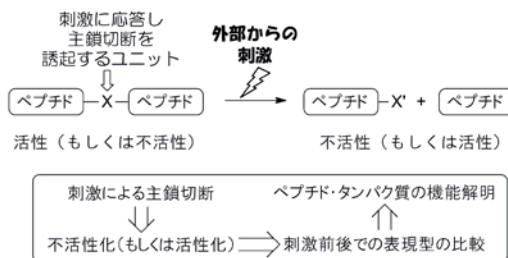 刺激に応答し
主鎖切断を
誘起するユニット
外部からの
刺激
ペプチド X ペプチド
ペプチド X' + ペプチド
活性(もしくは不活性)
不活性(もしくは活性)
刺激による主鎖切断
ペプチド・タンパク質の機能解明
不活性化(もしくは活性化)
刺激前後での表現型の比較